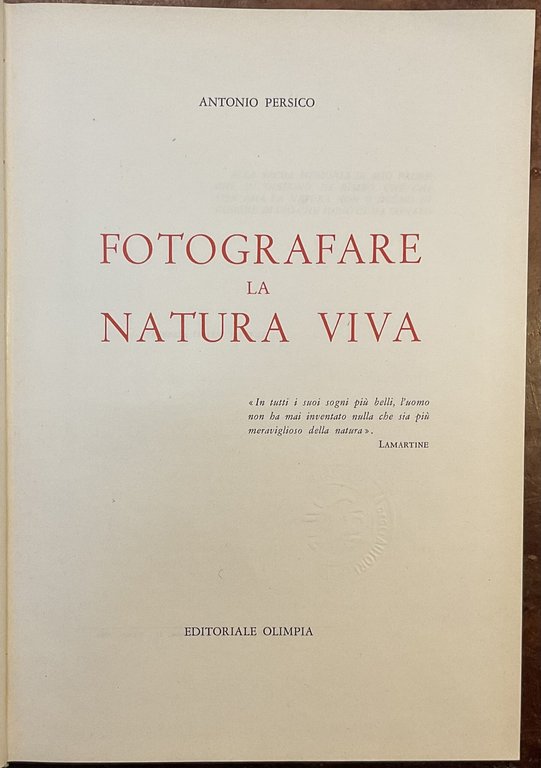 ANTONIO PERSICO
FOTOGRAFARE
LA
NATURA VIVA
« In tutti i suoi sogni più belli, l'uomo
non ha mai inventato nulla che sia più
meraviglioso della natura ».
LAMARTINE
EDITORIALE OLIMPIA